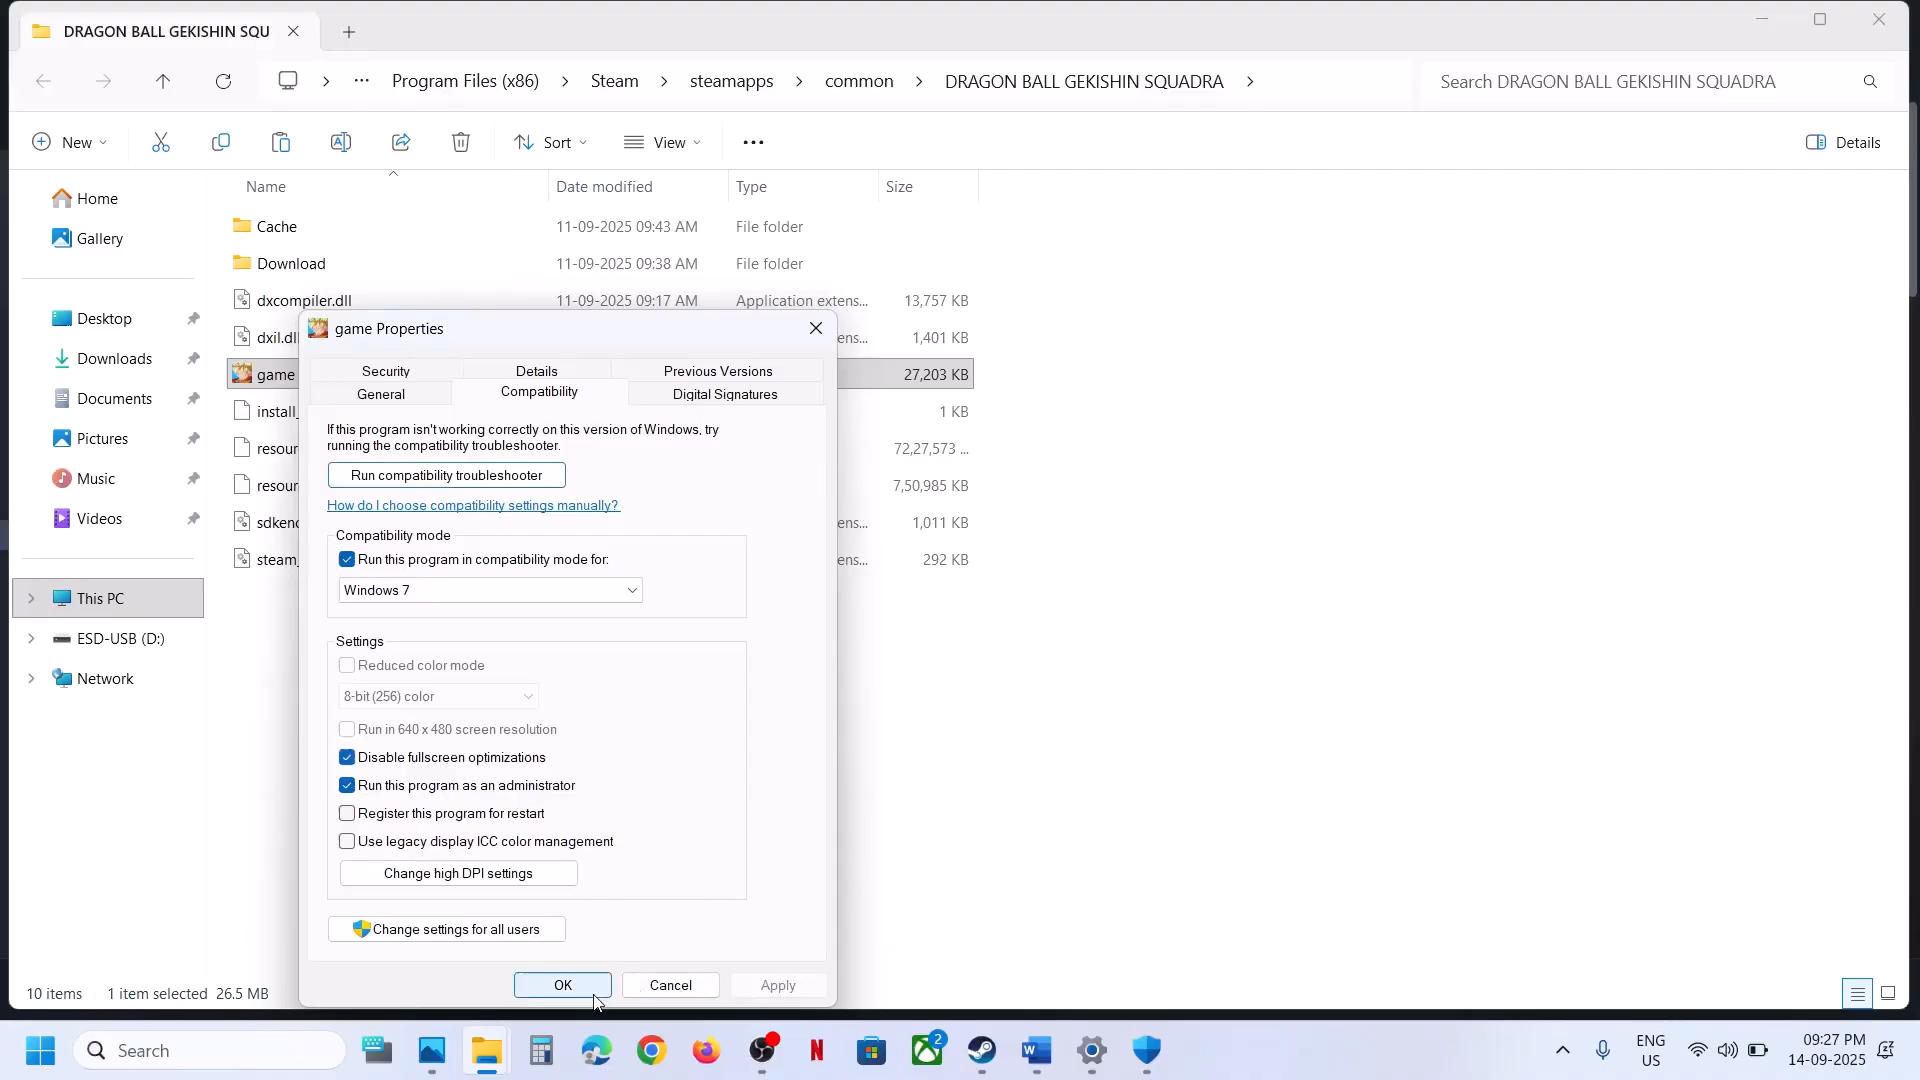 DRAGON BALL GEKISHIN SQU
Program Files (x86) Steam steamapps common DRAGON BALL GEKISHIN SQUADRA
Search DRAGON BALL GEKISHIN SQUADRA
New Sort View Details
Name Date modified Type Size
Home
Gallery
Desktop
Downloads
Documents
Pictures
Music
Videos
This PC
ESD-USB (D:)
Network
Cache 11-09-2025 09:43 AM File folder
Download 11-09-2025 09:38 AM File folder
dxcompiler.dll 11-09-2025 09:17 AM Application extens... 13,757 KB
dxil.dll ens... 1,401 KB
game 27,203 KB
install_ 1 KB
resour 72,27,573 ...
resour 7,50,985 KB
sdkenc ens... 1,011 KB
steam_ ens... 292 KB
game Properties
Security Details Previous Versions
General Compatibility Digital Signatures
If this program isn't working correctly on this version of Windows, try
running the compatibility troubleshooter.
Run compatibility troubleshooter
How do I choose compatibility settings manually?
Compatibility mode
Run this program in compatibility mode for:
Windows 7
Settings
Reduced color mode
8-bit (256) color
Run in 640 x 480 screen resolution
Disable fullscreen optimizations
Run this program as an administrator
Register this program for restart
Use legacy display ICC color management
Change high DPI settings
Change settings for all users
OK Cancel Apply
10 items 1 item selected 26.5 MB
Search
N
2
W
ENG
US
09:27 PM
14-09-2025